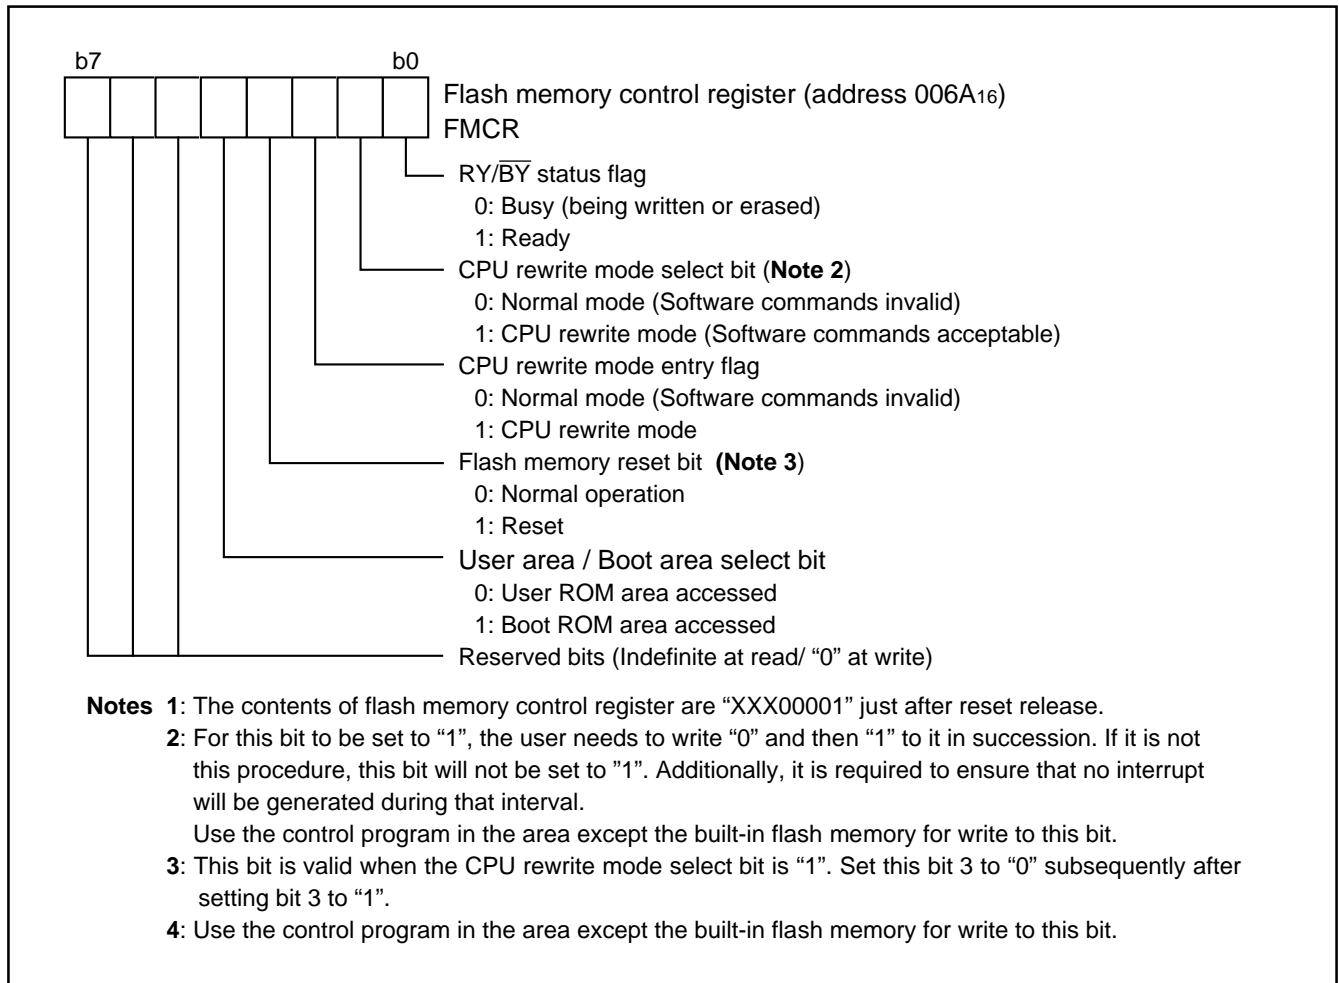 b7 b0
Flash memory control register (address 006A16)
FMCR
RY/BY status flag
0: Busy (being written or erased)
1: Ready
CPU rewrite mode select bit (Note 2)
0: Normal mode (Software commands invalid)
1: CPU rewrite mode (Software commands acceptable)
CPU rewrite mode entry flag
0: Normal mode (Software commands invalid)
1: CPU rewrite mode
Flash memory reset bit (Note 3)
0: Normal operation
1: Reset
User area / Boot area select bit
0: User ROM area accessed
1: Boot ROM area accessed
Reserved bits (Indefinite at read/ “0” at write)
Notes 1: The contents of flash memory control register are “XXX00001” just after reset release.
2: For this bit to be set to “1”, the user needs to write “0” and then “1” to it in succession. If it is not
this procedure, this bit will not be set to ”1”. Additionally, it is required to ensure that no interrupt
will be generated during that interval.
Use the control program in the area except the built-in flash memory for write to this bit.
3: This bit is valid when the CPU rewrite mode select bit is “1”. Set this bit 3 to “0” subsequently after
setting bit 3 to “1”.
4: Use the control program in the area except the built-in flash memory for write to this bit.